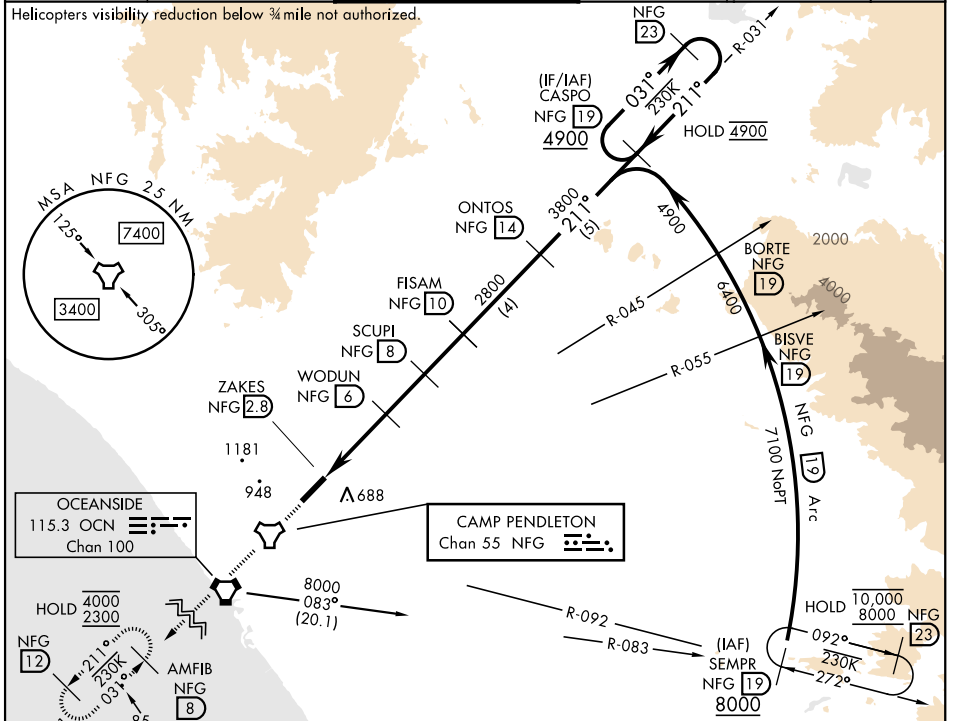 Helicopters visibility reduction below ¾ mile not authorized.
NFG
23
R-031
(IF/IAF)
CASPO
NFG 19
4900
031°
230K
211°
HOLD 4900
MSA NFG 25 NM
125°
7400
3400
305°
ONTOS
NFG 14
3800
211°
(5)
4900
BORTE
NFG
19
2000
4000
FISAM
NFG 10
2800
(4)
R-045
6400
SCUPI
NFG 8
R-055
BISVE
NFG
19
WODUN
6
ZAKES
NFG 2.8
NFG 19 Arc
7100 NoPT
1181
948
688
OCEANSIDE
115.3 OCN
Chan 100
CAMP PENDLETON
Chan 55 NFG
8000
083°
(20.1)
HOLD 4000
2300
NFG
12
211°
230K
031°
AMFIB
NFG
8
R-092
R-083
(IAF)
SEMPR
NFG 19
8000
HOLD 10,000
8000
NFG
23
092°
230K
272°